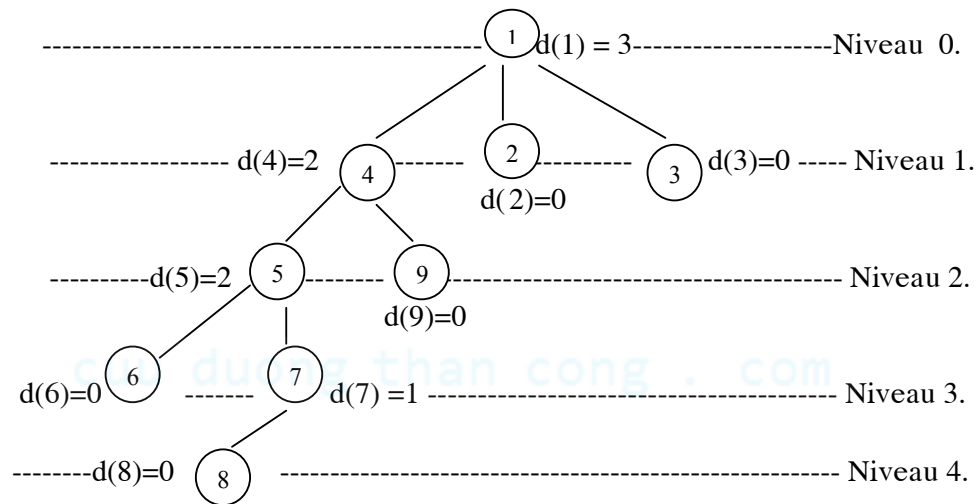 1 d(1) = 3 Niveau 0.
d(4)=2 4 2 3 d(3)=0 Niveau 1.
d(2)=0
d(5)=2 5 9 Niveau 2.
d(9)=0
cuu duong than cong . com
d(6)=0 6 7 d(7) =1 Niveau 3.
d(8)=0 8 Niveau 4.